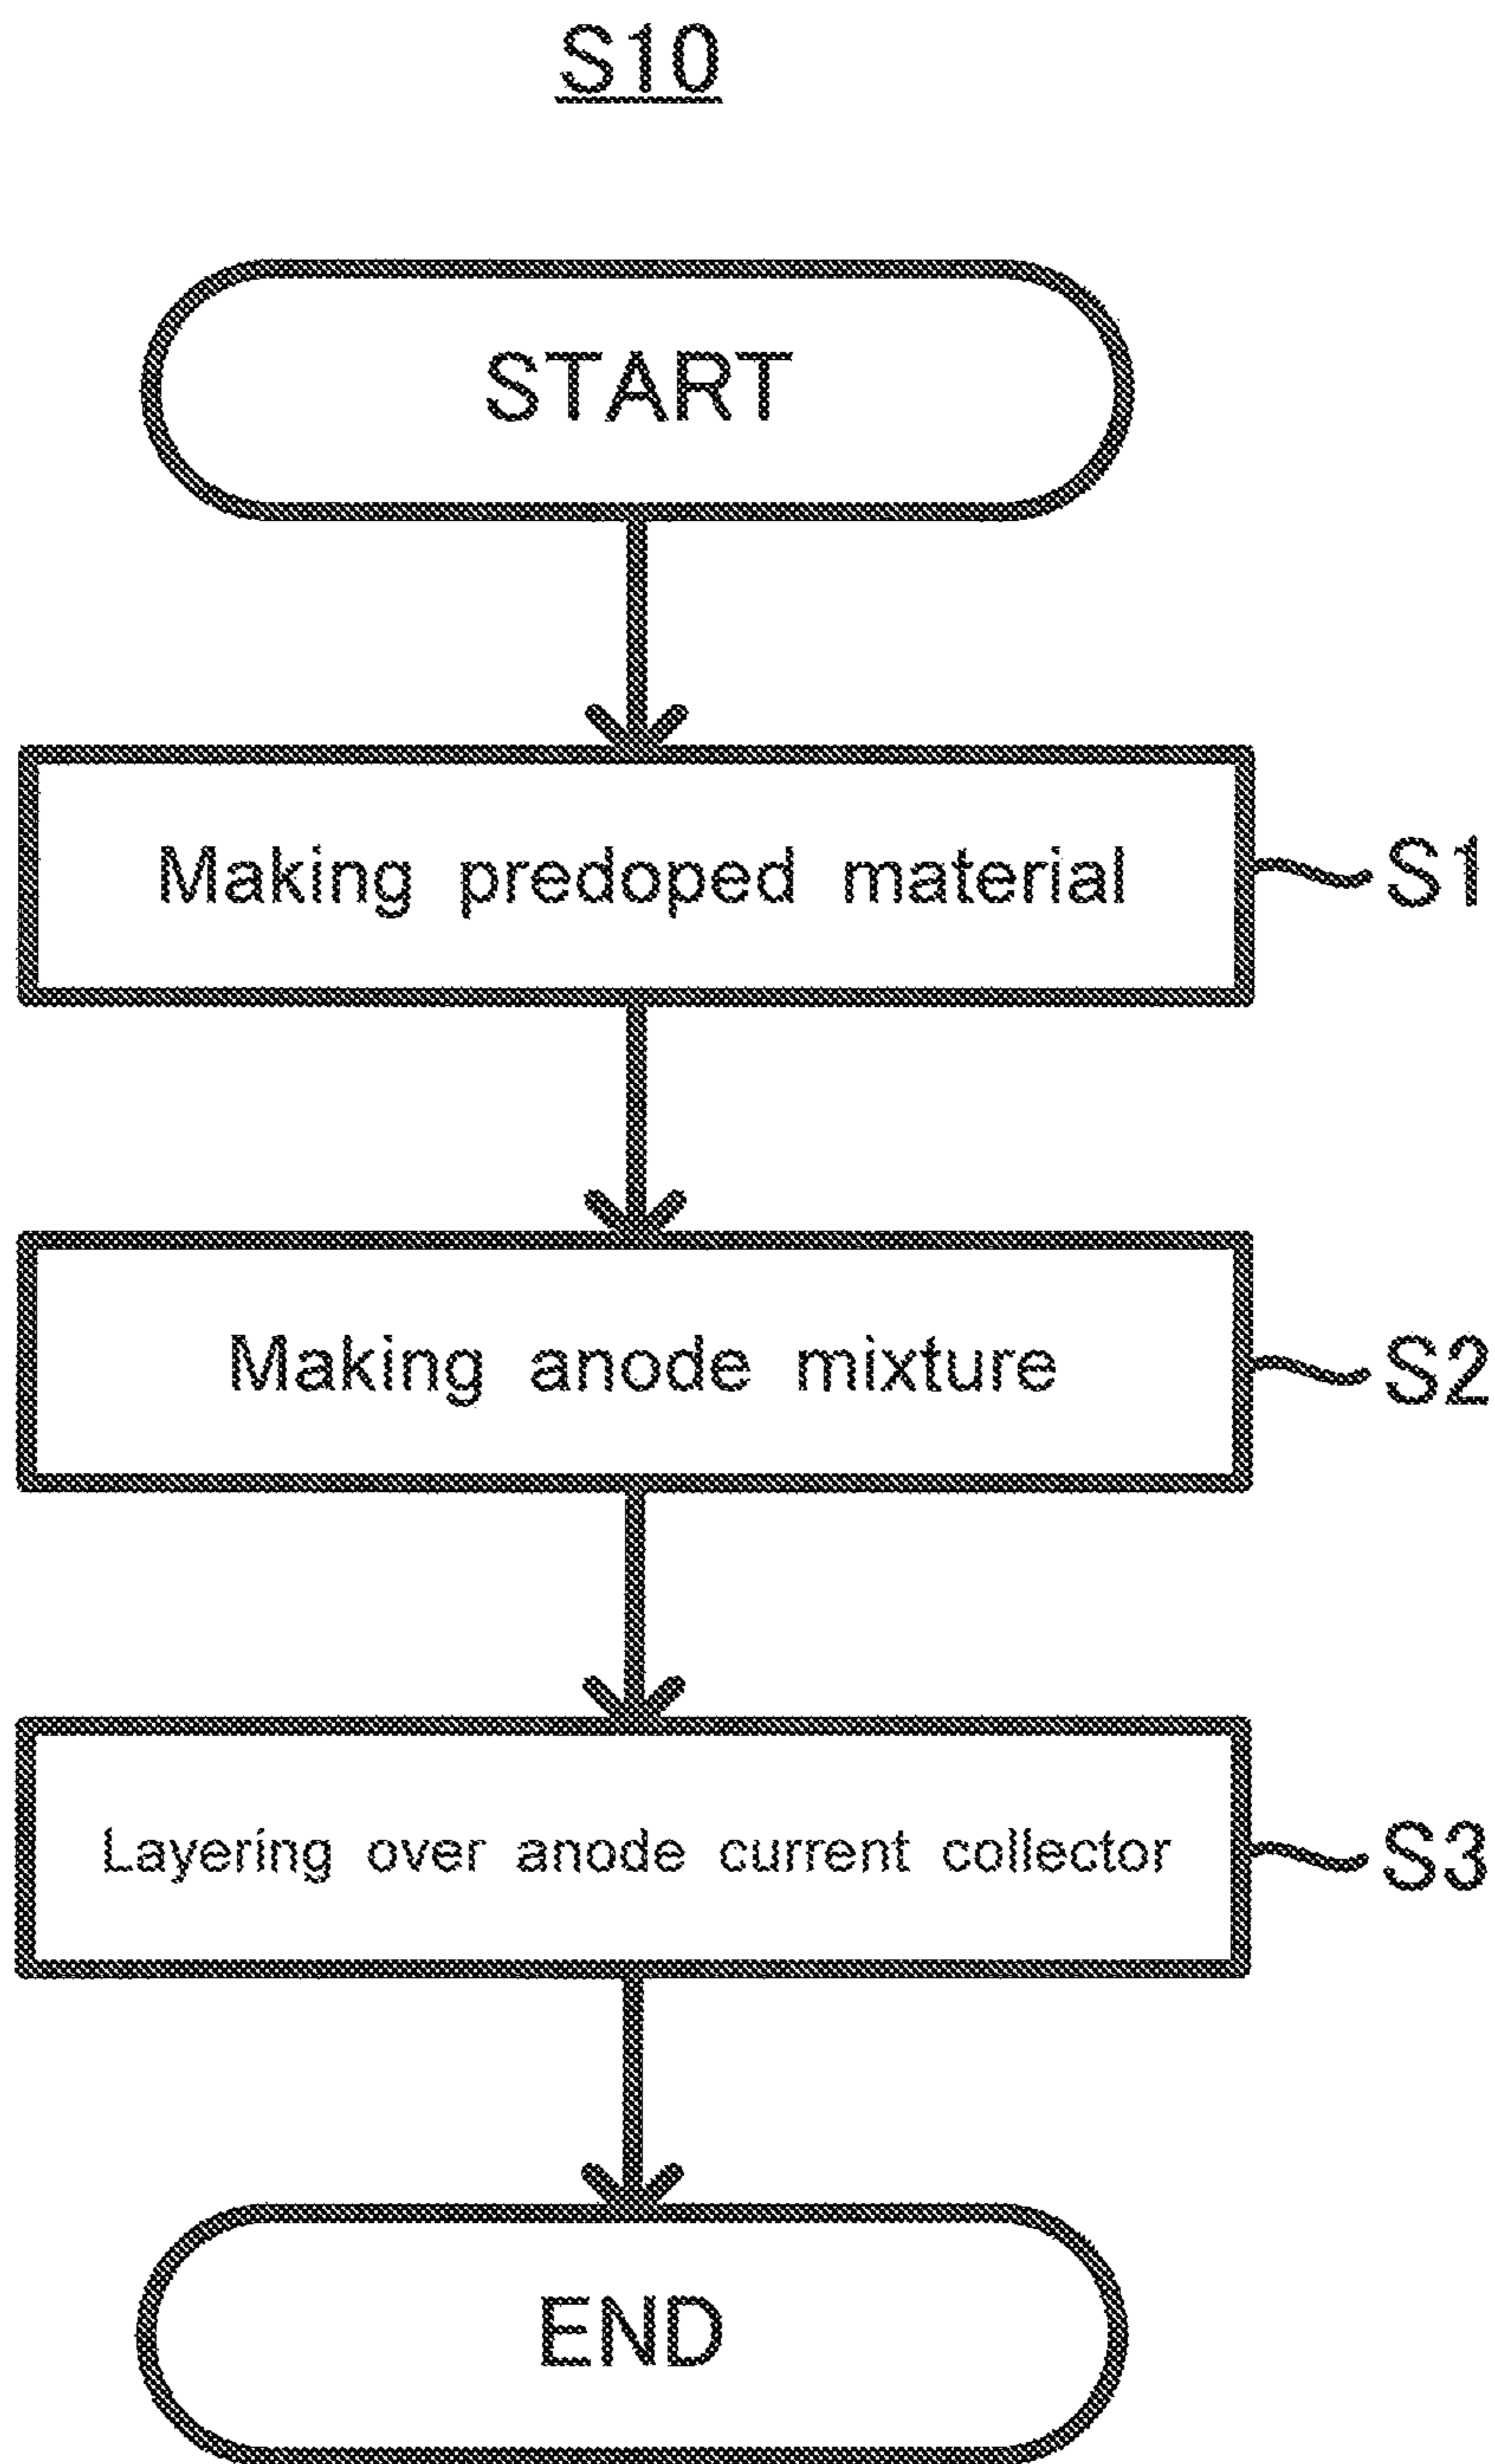 S10
START
Making predoped material
S1
Making anode mixture
S2
Layering over anode current collector
S3
END